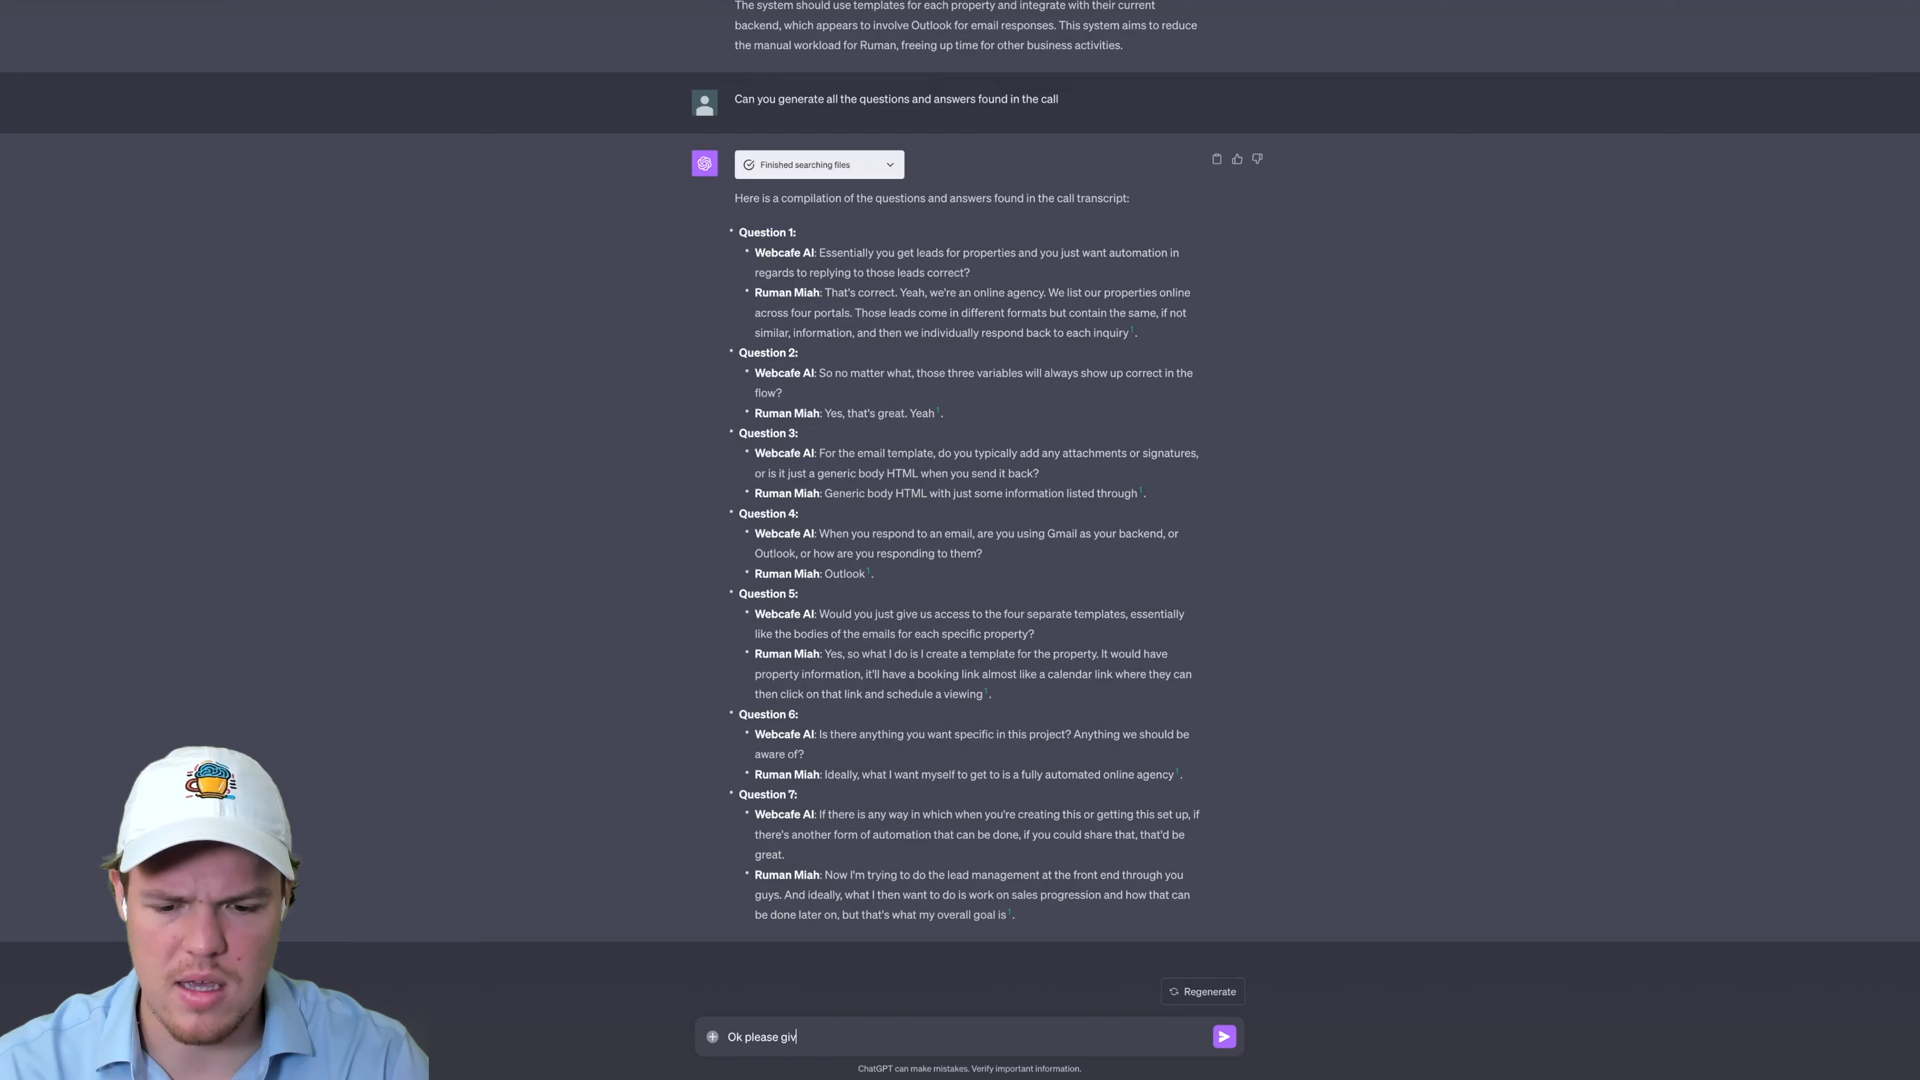 The system should use templates for each property and integrate with their current
backend, which appears to involve Outlook for email responses. This system aims to reduce
the manual workload for Ruman, freeing up time for other business activities.
Can you generate all the questions and answers found in the call
Finished searching files
Here is a compilation of the questions and answers found in the call transcript:
• Question 1:
• Webcafe AI: Essentially you get leads for properties and you just want automation in
regards to replying to those leads correct?
• Ruman Miah: That's correct. Yeah, we're an online agency. We list our properties online
across four portals. Those leads come in different formats but contain the same, if not
similar, information, and then we individually respond back to each inquiry 1.
• Question 2:
• Webcafe AI: So no matter what, those three variables will always show up correct in the
flow?
• Ruman Miah: Yes, that's great. Yeah 1.
• Question 3:
• Webcafe AI: For the email template, do you typically add any attachments or signatures,
or is it just a generic body HTML when you send it back?
• Ruman Miah: Generic body HTML with just some information listed through 1.
• Question 4:
• Webcafe AI: When you respond to an email, are you using Gmail as your backend, or
Outlook, or how are you responding to them?
• Ruman Miah: Outlook 1.
• Question 5:
• Webcafe AI: Would you just give us access to the four separate templates, essentially
like the bodies of the emails for each specific property?
• Ruman Miah: Yes, so what I do is I create a template for the property. It would have
property information, it'll have a booking link almost like a calendar link where they can
then click on that link and schedule a viewing 1.
• Question 6:
• Webcafe AI: Is there anything you want specific in this project? Anything we should be
aware of?
• Ruman Miah: Ideally, what I want myself to get to is a fully automated online agency 1.
• Question 7:
• Webcafe AI: If there is any way in which when you're creating this or getting this set up, if
there's another form of automation that can be done, if you could share that, that'd be
great.
• Ruman Miah: Now I'm trying to do the lead management at the front end through you
guys. And ideally, what I then want to do is work on sales progression and how that can
be done later on, but that's what my overall goal is 1.
Regenerate
Ok please giv
ChatGPT can make mistakes. Verify important information.